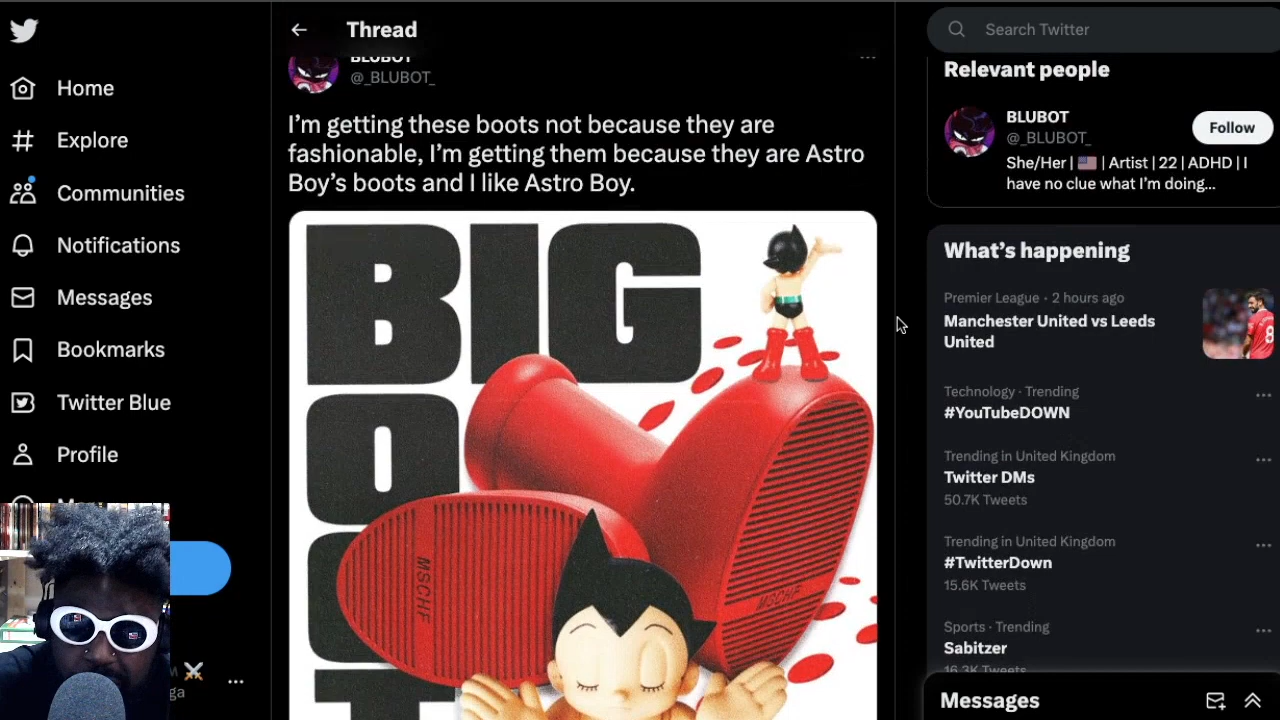 Home
Explore
Communities
Notifications
Messages
Bookmarks
Twitter Blue
Profile
ga
Thread
BLUBOT
@_BLUBOT_
I’m getting these boots not because they are
fashionable, I’m getting them because they are Astro
Boy’s boots and I like Astro Boy.
BIG
BOOT
MSCHF
MSCHF
Search Twitter
Relevant people
BLUBOT
@_BLUBOT_
Follow
She/Her | 🇺🇸 | Artist | 22 | ADHD | I
have no clue what I’m doing...
What’s happening
Premier League · 2 hours ago
Manchester United vs Leeds
United
8
Technology · Trending
#YouTubeDOWN
Trending in United Kingdom
Twitter DMs
50.7K Tweets
Trending in United Kingdom
#TwitterDown
15.6K Tweets
Sports · Trending
Sabitzer
16.3K Tweets
Messages